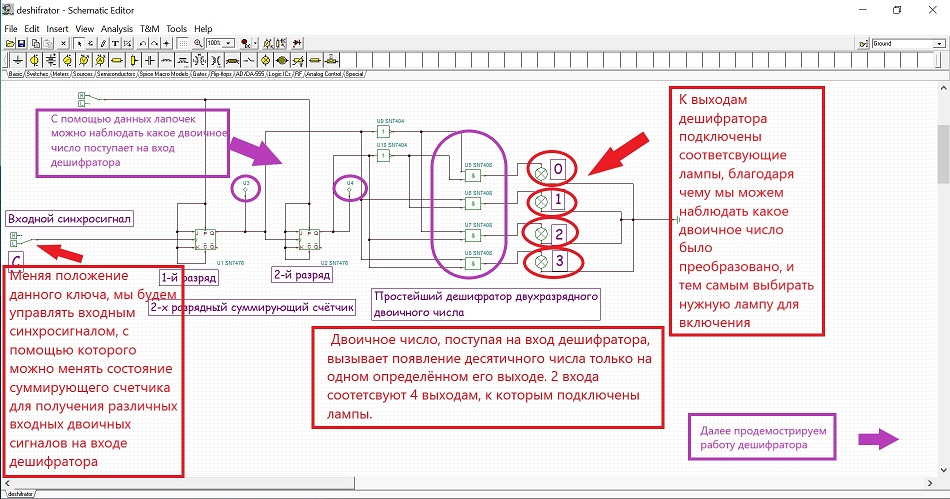 deshifrator - Schematic Editor
File Edit Insert View Analysis T&M Tools Help
100%
Ground
Basic Switches Meters Sources Semiconductors Spice Macro Models Gates Flip-flops AD/DA-555 Logic ICs RF Analog Control Special
H
L
С помощью данных лапочек
можно наблюдать какое двоичное
число поступает на вход
дешифратора
U3
U4
U9 SN7404
1
U10 SN7404
1
U5 SN7408
&
U6 SN7408
&
U7 SN7408
&
U8 SN7408
&
0
1
2
3
К выходам
дешифратора
подключены
соответсвующие
лампы, благодаря
чему мы можем
наблюдать какое
двоичное число
было
преобразовано, и
тем самым выбирать
нужную лампу для
включения
Входной синхросигнал
H
L
C
U1 SN7476
U2 SN7476
1-й разряд
2-й разряд
2-х разрядный суммирующий счётчик
Простейший дешифратор двухразрядного
двоичного числа
Меняя положение
данного ключа, мы будем
управлять входным
синхросигналом, с
помощью которого
можно менять состояние
суммирующего счетчика
для получения различных
входных двоичных
сигналов на входе
дешифратора
Двоичное число, поступая на вход дешифратора,
вызывает появление десятичного числа только на
одном определённом его выходе. 2 входа
соотетсвуют 4 выходам, к которым подключены
лампы.
Далее продемострируем
работу дешифратора
deshifrator